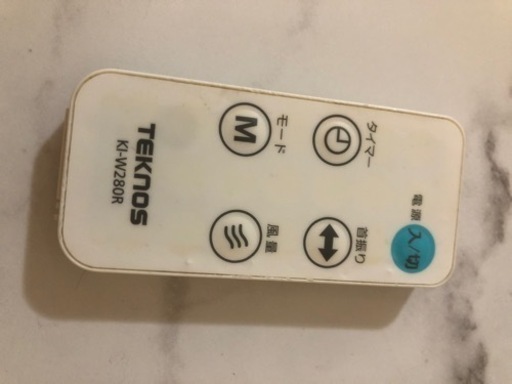 電源
入/切
タイマー
首振り
モード
M
風量
TEKNOS
KI-W280R